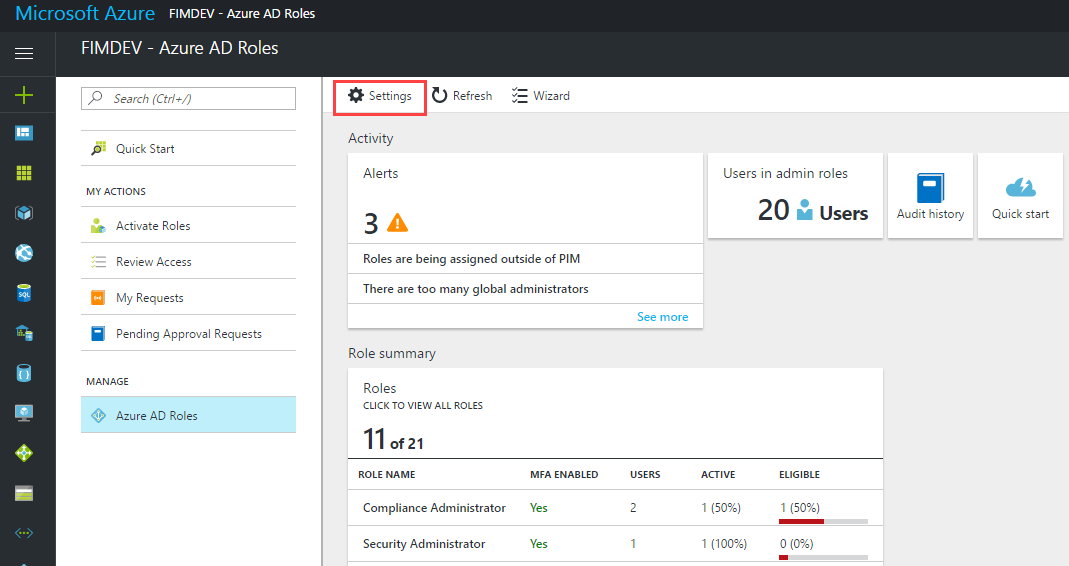 Microsoft Azure FIMDEV - Azure AD Roles
FIMDEV - Azure AD Roles
Search (Ctrl+/)
Quick Start
MY ACTIONS
Activate Roles
Review Access
My Requests
Pending Approval Requests
MANAGE
Azure AD Roles
Settings Refresh Wizard
Activity
Alerts
3
Roles are being assigned outside of PIM
There are too many global administrators
See more
Users in admin roles
20 Users
Audit history
Quick start
Role summary
Roles
CLICK TO VIEW ALL ROLES
11 of 21
ROLE NAME MFA ENABLED USERS ACTIVE ELIGIBLE
Compliance Administrator Yes 2 1 (50%) 1 (50%)
Security Administrator Yes 1 1 (100%) 0 (0%)
SQL